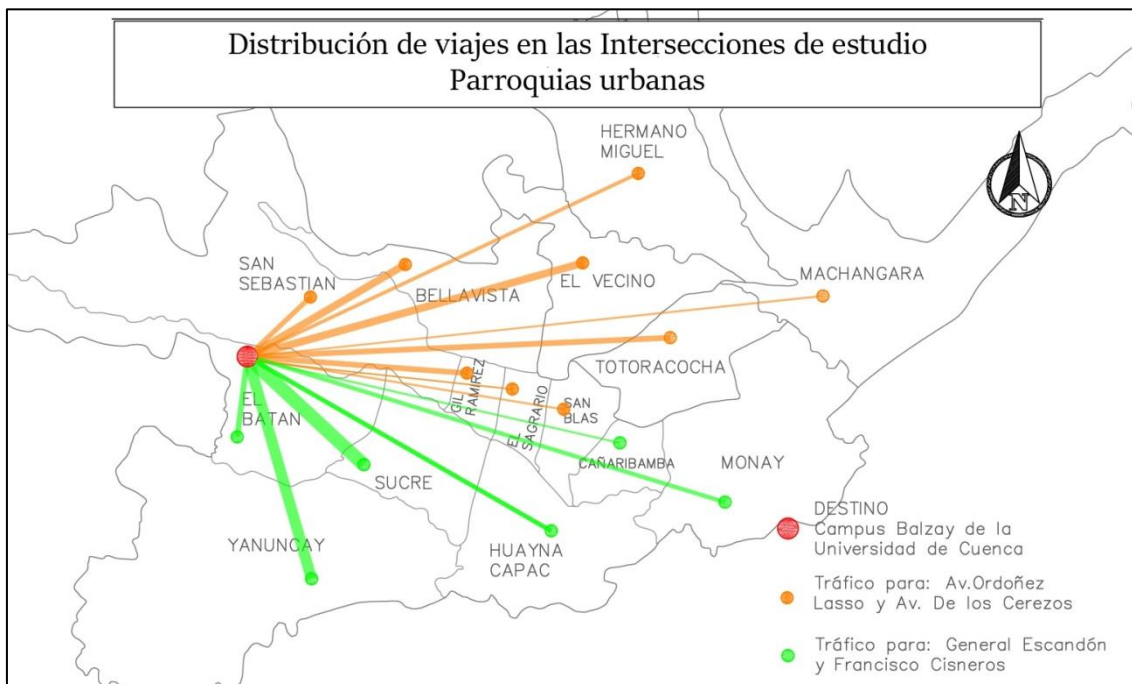 Distribución de viajes en las Intersecciones de estudio
Parroquias urbanas
HERMANO
MIGUEL
N
SAN
SEBASTIAN
BELLAVISTA
EL VECINO
MACHANGARA
TOTORACOCHA
GIL
RAMIREZ
EL
SAGRARIO
SAN
BLAS
EL
BATAN
SUCRE
CAÑARIBAMBA
MONAY
YANUNCAY
HUAYNA
CAPAC
DESTINO
Campus Balzay de la
Universidad de Cuenca
Tráfico para: Av.Ordoñez
Lasso y Av. De los Cerezos
Tráfico para: General Escandón
y Francisco Cisneros